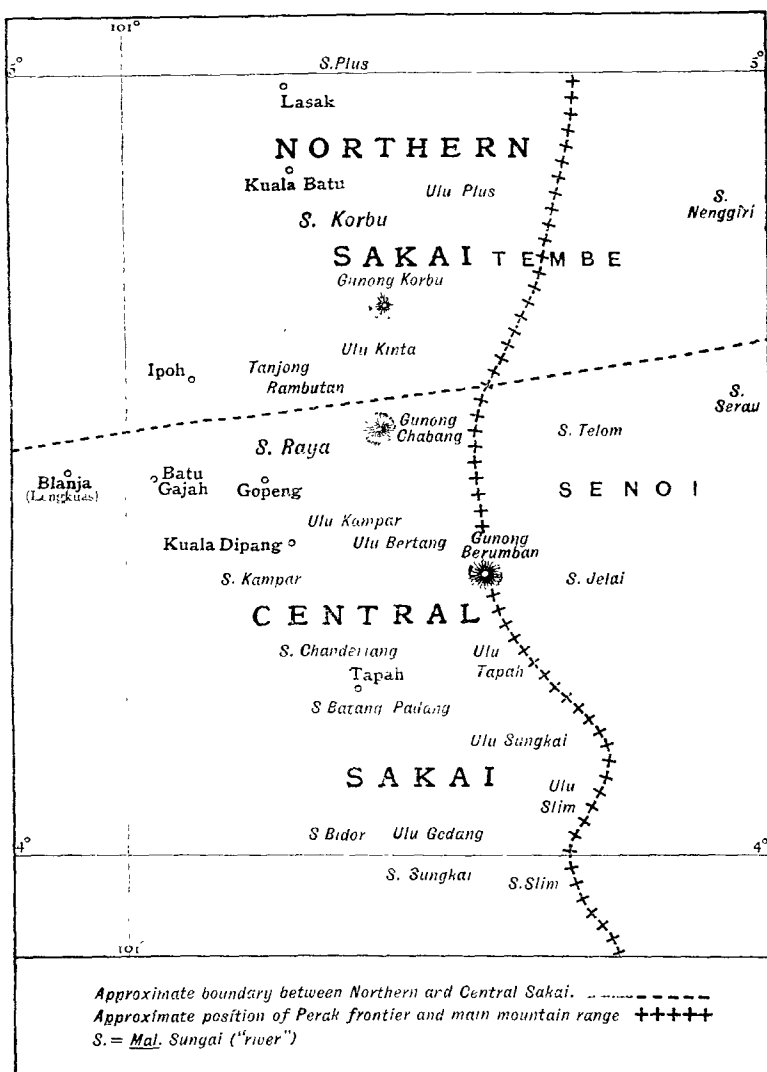 101°
S. Plus
5°
5°
Lasak
NORTHERN
Kuala Batu
Ulu Plus
S.
Nenggiri
S. Korbu
SAKAI
TEMBE
Gunong Korbu
Ulu Kinta
Ipoh
Tanjong
Rambutan
S.
Serau
Gunong
Chabang
S. Telom
S. Raya
Blanja
(Langkuas)
Batu
Gajah
Gopeng
SENOI
Ulu Kampar
Kuala Dipang
Ulu Bertang
Gunong
Berumban
S. Kampar
S. Jelai
CENTRAL
S. Chanderiang
Ulu
Tapah
Tapah
S Batang Padang
Ulu Sungkai
SAKAI
Ulu
Slim
S Bidor
Ulu Gedang
4°
4°
S. Sungkai
S. Slim
101°
Approximate boundary between Northern and Central Sakai.
Approximate position of Perak frontier and main mountain range
S. = Mal. Sungai ("river")